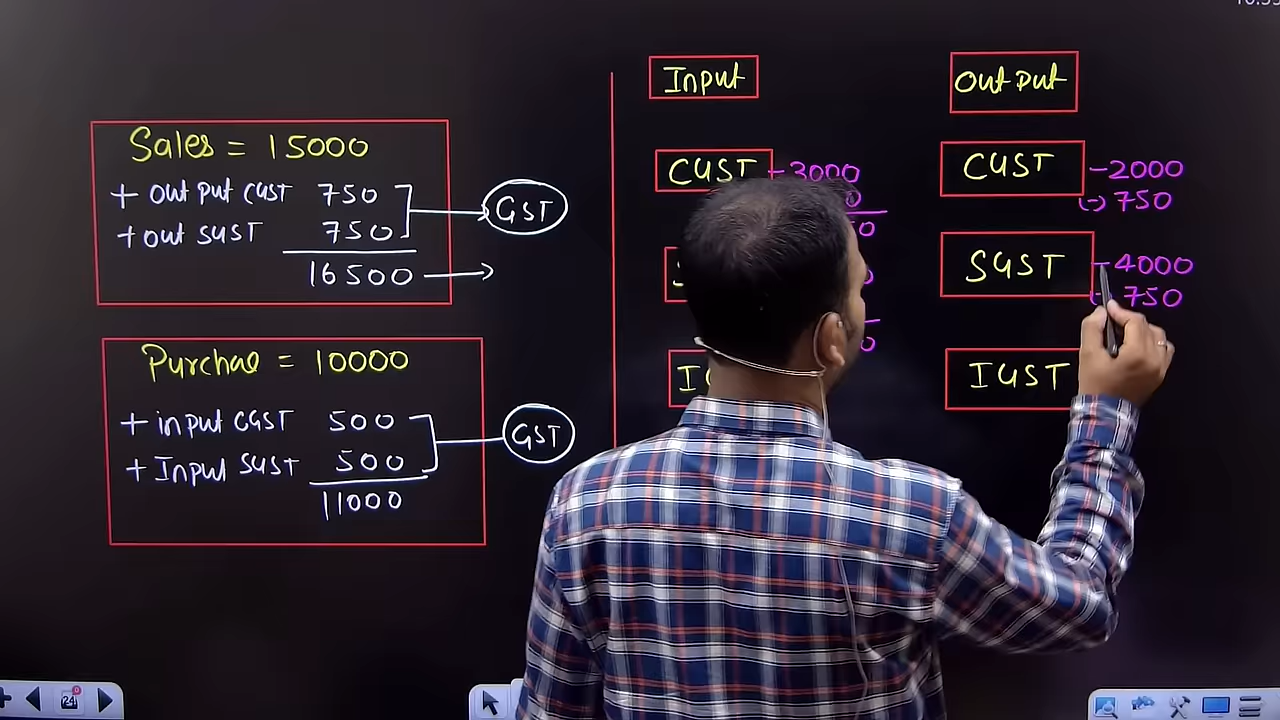 Sales = 15000
+ out put CGST 750
+ out SGST 750
16500
GST
Purchae = 10000
+ input CGST 500
+ Input SGST 500
11000
GST
Input
CGST - 3000
Output
CGST - 2000
(-) 750
SGST - 4000
750
IGST
24